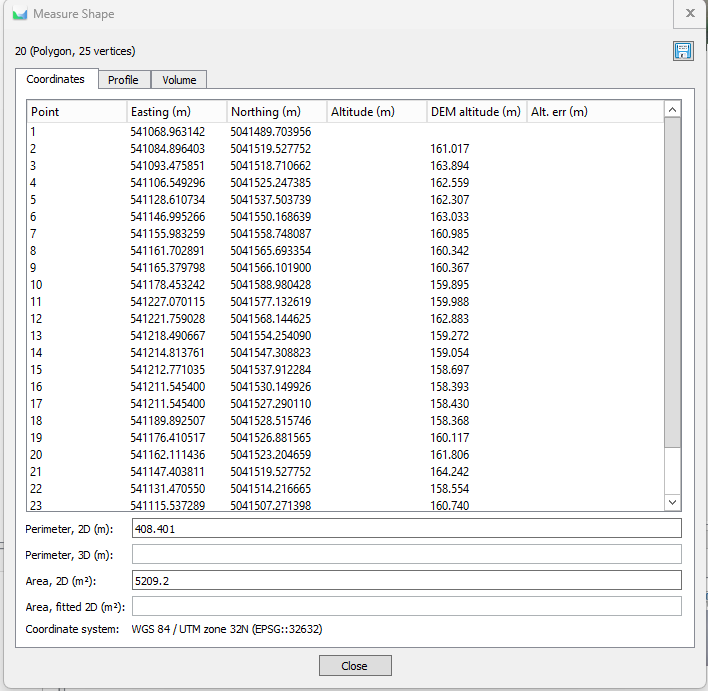 Measure Shape
20 (Polygon, 25 vertices)
Coordinates Profile Volume
Point Easting (m) Northing (m) Altitude (m) DEM altitude (m) Alt. err (m)
1 541068.963142 5041489.703956
2 541084.896403 5041519.527752 161.017
3 541093.475851 5041518.710662 163.894
4 541106.549296 5041525.247385 162.559
5 541128.610734 5041537.503739 162.307
6 541146.995266 5041550.168639 163.033
7 541155.983259 5041558.748087 160.985
8 541161.702891 5041565.693354 160.342
9 541165.379798 5041566.101900 160.367
10 541178.453242 5041588.980428 159.895
11 541227.070115 5041577.132619 159.988
12 541221.759028 5041568.144625 162.883
13 541218.490667 5041554.254090 159.272
14 541214.813761 5041547.308823 159.054
15 541212.771035 5041537.912284 158.697
16 541211.545400 5041530.149926 158.393
17 541211.545400 5041527.290110 158.430
18 541189.892507 5041528.515746 158.368
19 541176.410517 5041526.881565 160.117
20 541162.111436 5041523.204659 161.806
21 541147.403811 5041519.527752 164.242
22 541131.470550 5041514.216665 158.554
23 541115.537289 5041507.271398 160.740
Perimeter, 2D (m): 408.401
Perimeter, 3D (m):
Area, 2D (m²): 5209.2
Area, fitted 2D (m²):
Coordinate system: WGS 84 / UTM zone 32N (EPSG::32632)
Close